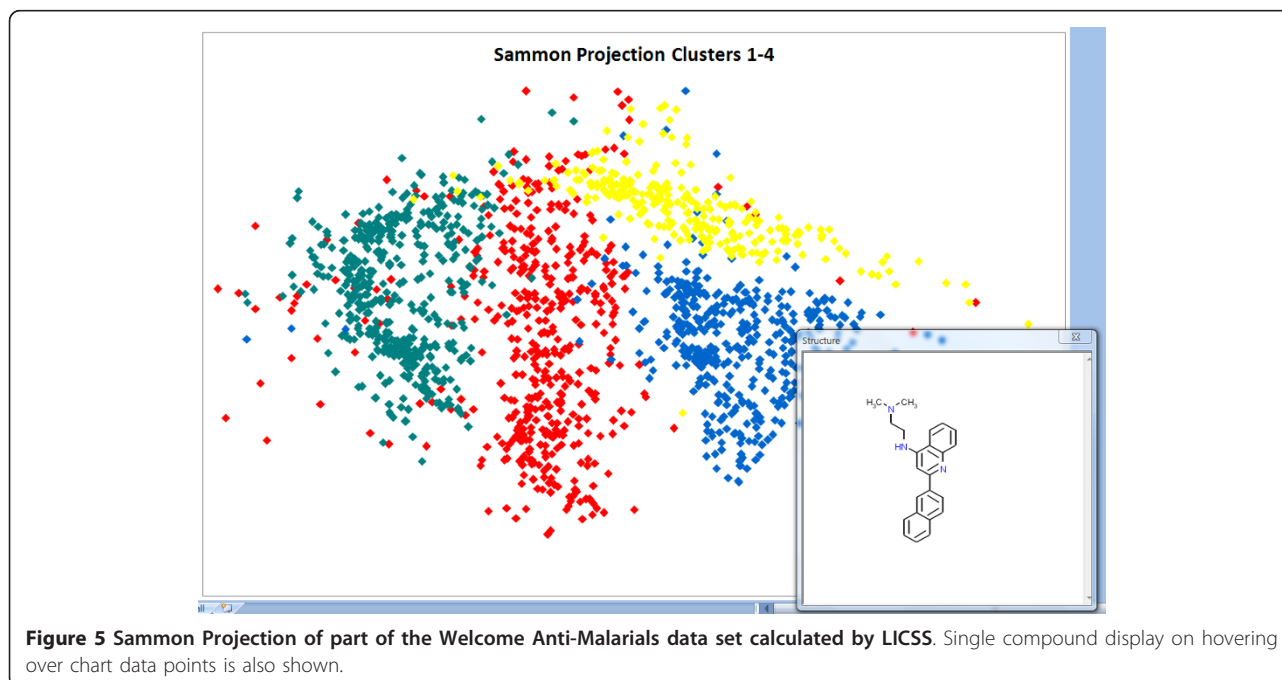 Sammon Projection Clusters 1-4
Structure
H₃C
CH₃
N
HN
N
Figure 5 Sammon Projection of part of the Welcome Anti-Malarials data set calculated by LICSS. Single compound display on hovering
over chart data points is also shown.